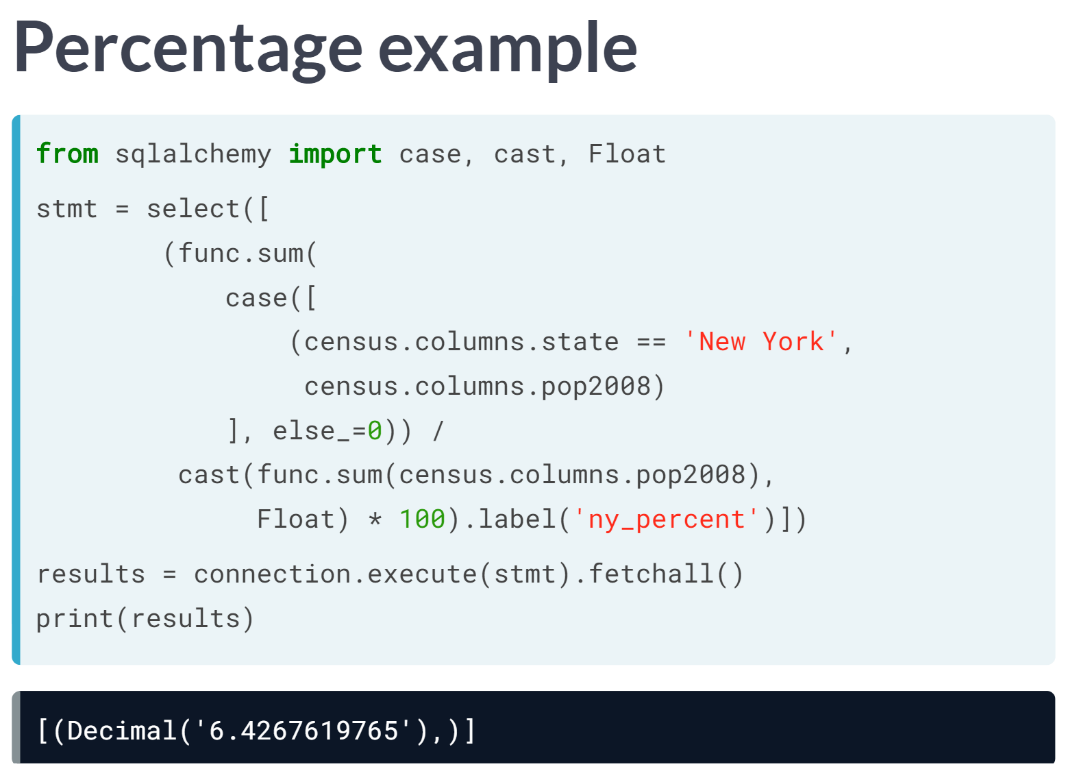 Percentage example
from sqlalchemy import case, cast, Float
stmt = select([
        (func.sum(
            case([
                (census.columns.state == 'New York',
                 census.columns.pop2008)
            ], else_=0)) /
         cast(func.sum(census.columns.pop2008),
              Float) * 100).label('ny_percent')])
results = connection.execute(stmt).fetchall()
print(results)
[(Decimal('6.4267619765'),)]